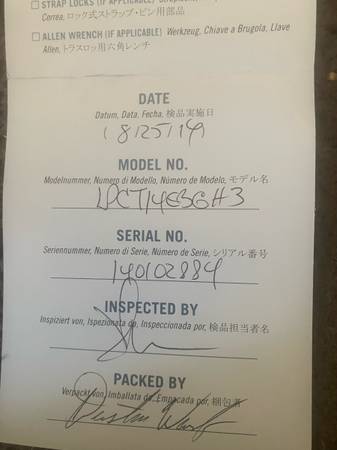 STRAP LOCKS (IF APPLICABLE)
Correa, ロック式ストラップ・ピン用部品
ALLEN WRENCH (IF APPLICABLE) Werkzeug, Chiave a Brugola, Llave
Allen, トラスロッド用六角レンチ
DATE
Datum, Data, Fecha, 検品実施日
8/25/14
MODEL NO.
Modelnummer, Numero di Modello, Número de Modelo, モデル名
LPCT14E3GH3
SERIAL NO.
Seriennummer, Numero di Serie, Número de Serie, シリアル番号
140102884
INSPECTED BY
Inspiziert von, Ispezionata da, Inspeccionada por, 検品担当者名
PACKED BY
Verpackt von, Imballata da, Empacada por, 梱包者